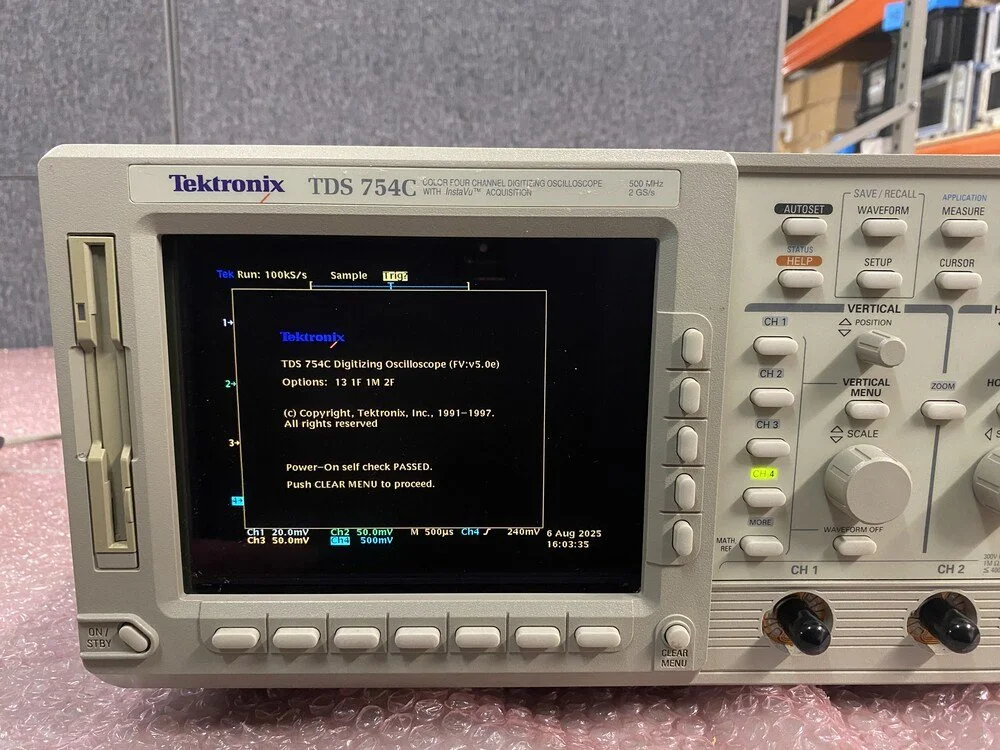 Tektronix TDS 754C COLOR FOUR CHANNEL DIGITIZING OSCILLOSCOPE
WITH InstaVu™ ACQUISITION
500 MHz
2 GS/s
Tek Run: 100kS/s Sample Trig?
1→
2→
3→
4→
Tektronix
TDS 754C Digitizing Oscilloscope (FV:v5.0e)
Options: 13 1F 1M 2F
(c) Copyright, Tektronix, Inc., 1991-1997.
All rights reserved
Power-On self check PASSED.
Push CLEAR MENU to proceed.
Ch1 20.0mV Ch2 50.0mV M 500µs Ch4 240mV
Ch3 50.0mV Ch4 500mV
6 Aug 2025
16:03:35
ON/
STBY
CLEAR
MENU
AUTOSET
STATUS
HELP
SAVE / RECALL
WAVEFORM
SETUP
APPLICATION
MEASURE
CURSOR
VERTICAL
POSITION
CH 1
CH 2
CH 3
CH 4
MORE
MATH
REF
VERTICAL
MENU
SCALE
WAVEFORM OFF
ZOOM
CH 1
CH 2